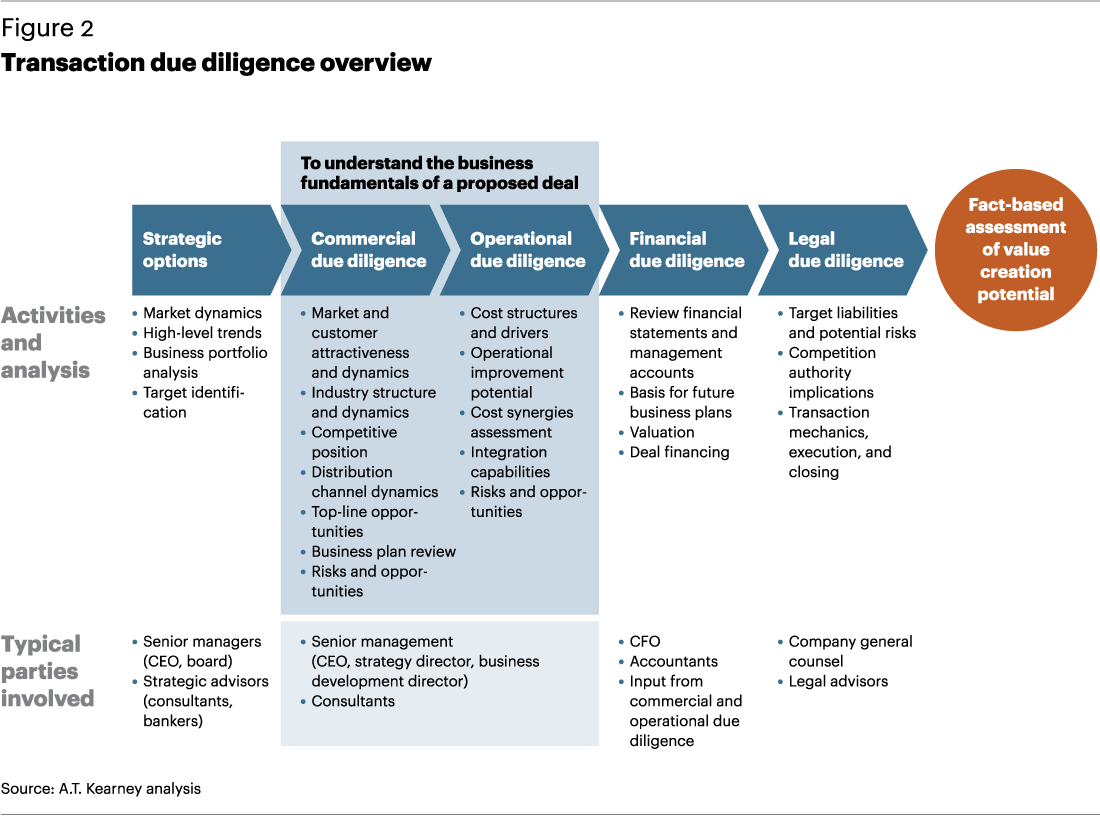 Figure 2
Transaction due diligence overview
To understand the business
fundamentals of a proposed deal
Strategic
options
Commercial
due diligence
Operational
due diligence
Financial
due diligence
Legal
due diligence
Fact-based
assessment
of value
creation
potential
Activities
and
analysis
• Market dynamics
• High-level trends
• Business portfolio
analysis
• Target identifi-
cation
• Market and
customer
attractiveness
and dynamics
• Industry structure
and dynamics
• Competitive
position
• Distribution
channel dynamics
• Top-line oppor-
tunities
• Business plan review
• Risks and oppor-
tunities
• Cost structures
and drivers
• Operational
improvement
potential
• Cost synergies
assessment
• Integration
capabilities
• Risks and oppor-
tunities
• Review financial
statements and
management
accounts
• Basis for future
business plans
• Valuation
• Deal financing
• Target liabilities
and potential risks
• Competition
authority
implications
• Transaction
mechanics,
execution, and
closing
Typical
parties
involved
• Senior managers
(CEO, board)
• Strategic advisors
(consultants,
bankers)
• Senior management
(CEO, strategy director, business
development director)
• Consultants
• CFO
• Accountants
• Input from
commercial and
operational due
diligence
• Company general
counsel
• Legal advisors
Source: A.T. Kearney analysis